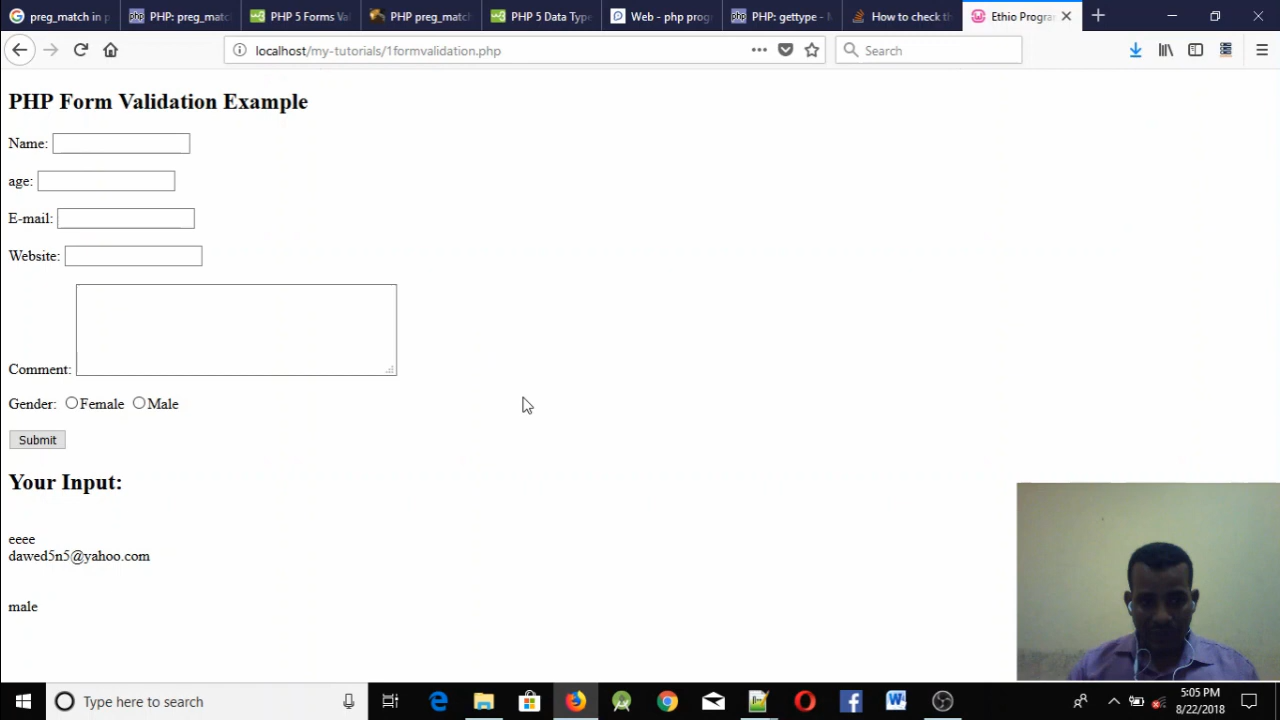 preg_match in p
PHP: preg_matc
PHP 5 Forms Va
PHP preg_matc
PHP 5 Data Type
Web - php prog
PHP: gettype -
How to check th
Ethio Progra
localhost/my-tutorials/1formvalidation.php
Search
PHP Form Validation Example
Name:
age:
E-mail:
Website:
Comment:
Gender: Female Male
Submit
Your Input:
eeee
dawed5n5@yahoo.com
male
Type here to search
5:05 PM
8/22/2018